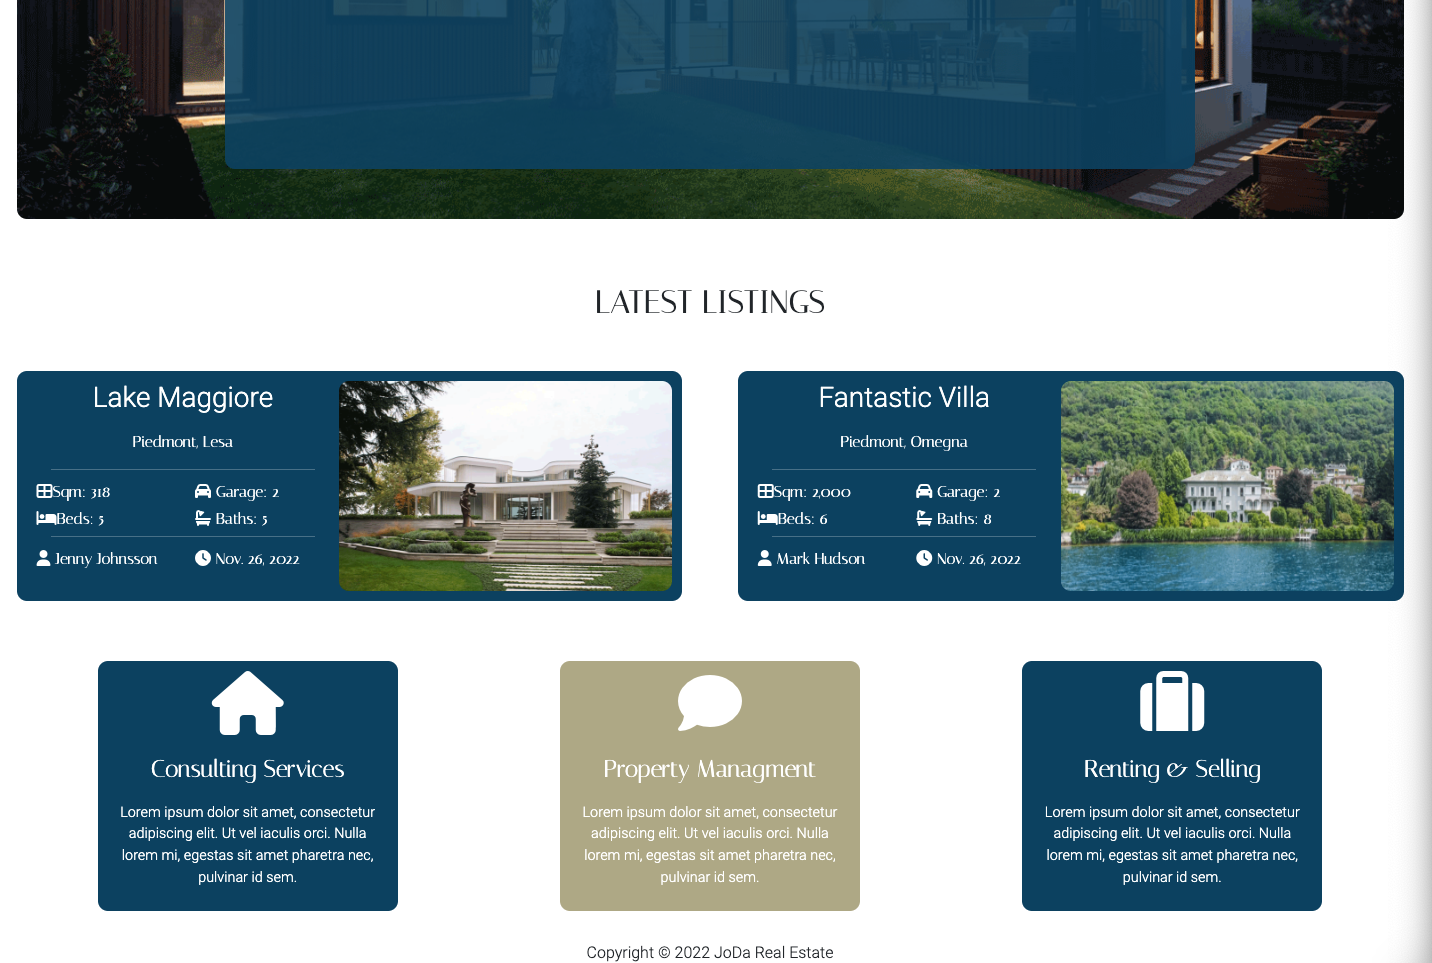 LATEST LISTINGS
Lake Maggiore
Piedmont, Lesa
Sqm: 318
Garage: 2
Beds: 5
Baths: 5
Jenny Johnsson
Nov. 26, 2022
Fantastic Villa
Piedmont, Omegna
Sqm: 2,000
Garage: 2
Beds: 6
Baths: 8
Mark Hudson
Nov. 26, 2022
Consulting Services
Lorem ipsum dolor sit amet, consectetur
adipiscing elit. Ut vel iaculis orci. Nulla
lorem mi, egestas sit amet pharetra nec,
pulvinar id sem.
Property Managment
Lorem ipsum dolor sit amet, consectetur
adipiscing elit. Ut vel iaculis orci. Nulla
lorem mi, egestas sit amet pharetra nec,
pulvinar id sem.
Renting & Selling
Lorem ipsum dolor sit amet, consectetur
adipiscing elit. Ut vel iaculis orci. Nulla
lorem mi, egestas sit amet pharetra nec,
pulvinar id sem.
Copyright © 2022 JoDa Real Estate